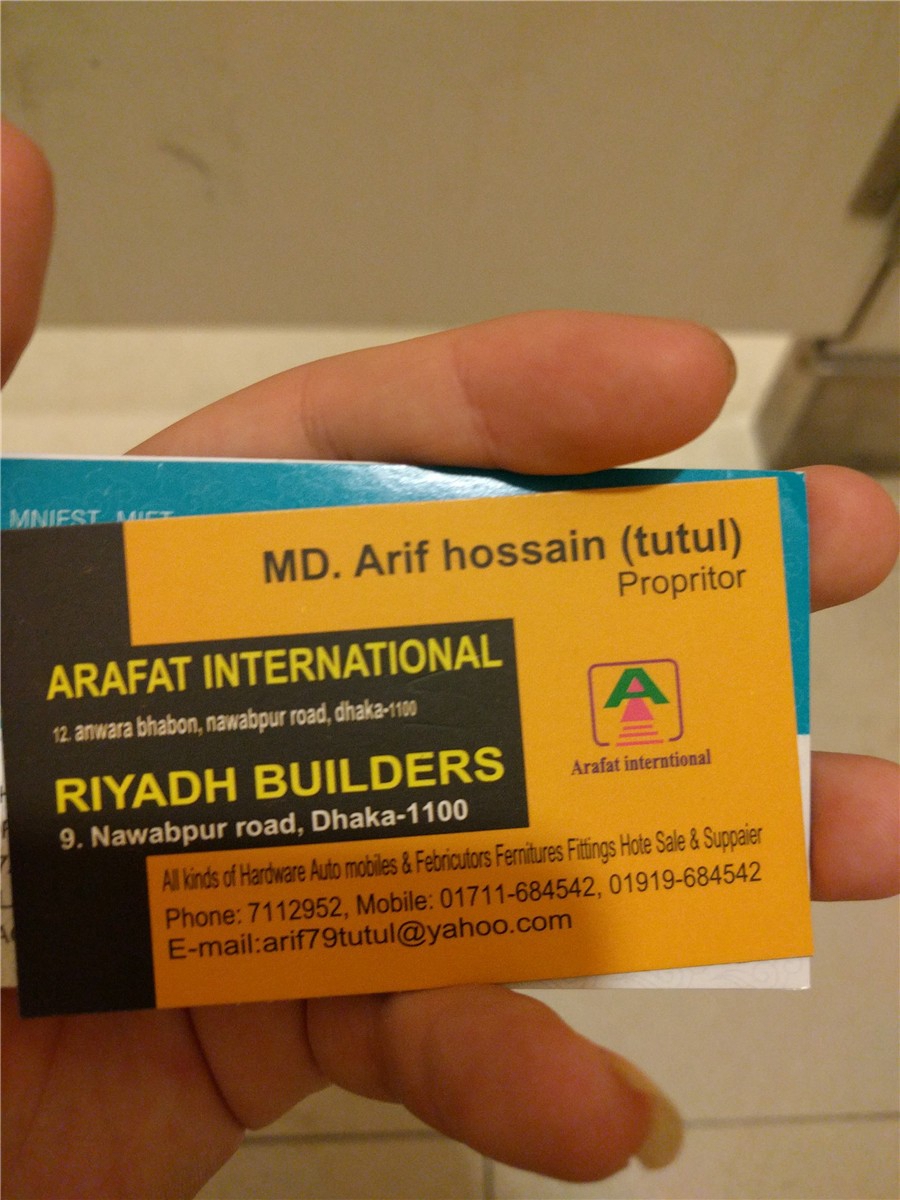 MNIEST MIFT
MD. Arif hossain (tutul)
Propritor
ARAFAT INTERNATIONAL
12. anwara bhabon, nawabpur road, dhaka-1100
RIYADH BUILDERS
9. Nawabpur road, Dhaka-1100
A
Arafat interntional
All kinds of Hardware Auto mobiles & Febricutors Fernitures Fittings Hote Sale & Suppaier
Phone: 7112952, Mobile: 01711-684542, 01919-684542
E-mail:arif79tutul@yahoo.com